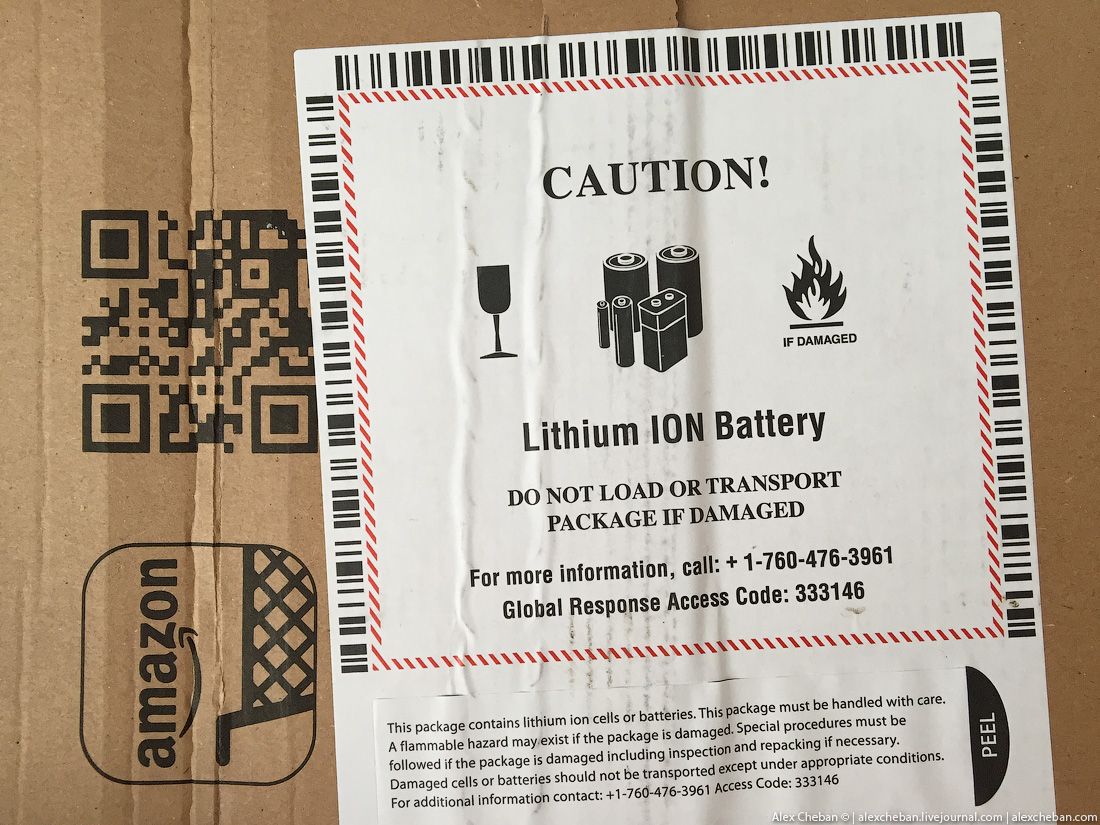 CAUTION!
IF DAMAGED
Lithium ION Battery
DO NOT LOAD OR TRANSPORT
PACKAGE IF DAMAGED
For more information, call: + 1-760-476-3961
Global Response Access Code: 333146
amazon
This package contains lithium ion cells or batteries. This package must be handled with care.
A flammable hazard may exist if the package is damaged. Special procedures must be
followed if the package is damaged including inspection and repacking if necessary.
Damaged cells or batteries should not be transported except under appropriate conditions.
For additional information contact: +1-760-476-3961 Access Code: 333146
PEEL
Alex Cheban © | alexcheban.livejournal.com | alexcheban.com